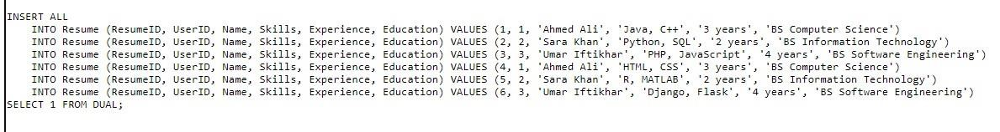 INSERT ALL
INTO Resume (ResumeID, UserID, Name, Skills, Experience, Education) VALUES (1, 1, 'Ahmed Ali', 'Java, C++', '3 years', 'BS Computer Science')
INTO Resume (ResumeID, UserID, Name, Skills, Experience, Education) VALUES (2, 2, 'Sara Khan', 'Python, SQL', '2 years', 'BS Information Technology')
INTO Resume (ResumeID, UserID, Name, Skills, Experience, Education) VALUES (3, 3, 'Umar Iftikhar', 'PHP, JavaScript', '4 years', 'BS Software Engineering')
INTO Resume (ResumeID, UserID, Name, Skills, Experience, Education) VALUES (4, 1, 'Ahmed Ali', 'HTML, CSS', '3 years', 'BS Computer Science')
INTO Resume (ResumeID, UserID, Name, Skills, Experience, Education) VALUES (5, 2, 'Sara Khan', 'R, MATLAB', '2 years', 'BS Information Technology')
INTO Resume (ResumeID, UserID, Name, Skills, Experience, Education) VALUES (6, 3, 'Umar Iftikhar', 'Django, Flask', '4 years', 'BS Software Engineering')
SELECT 1 FROM DUAL;